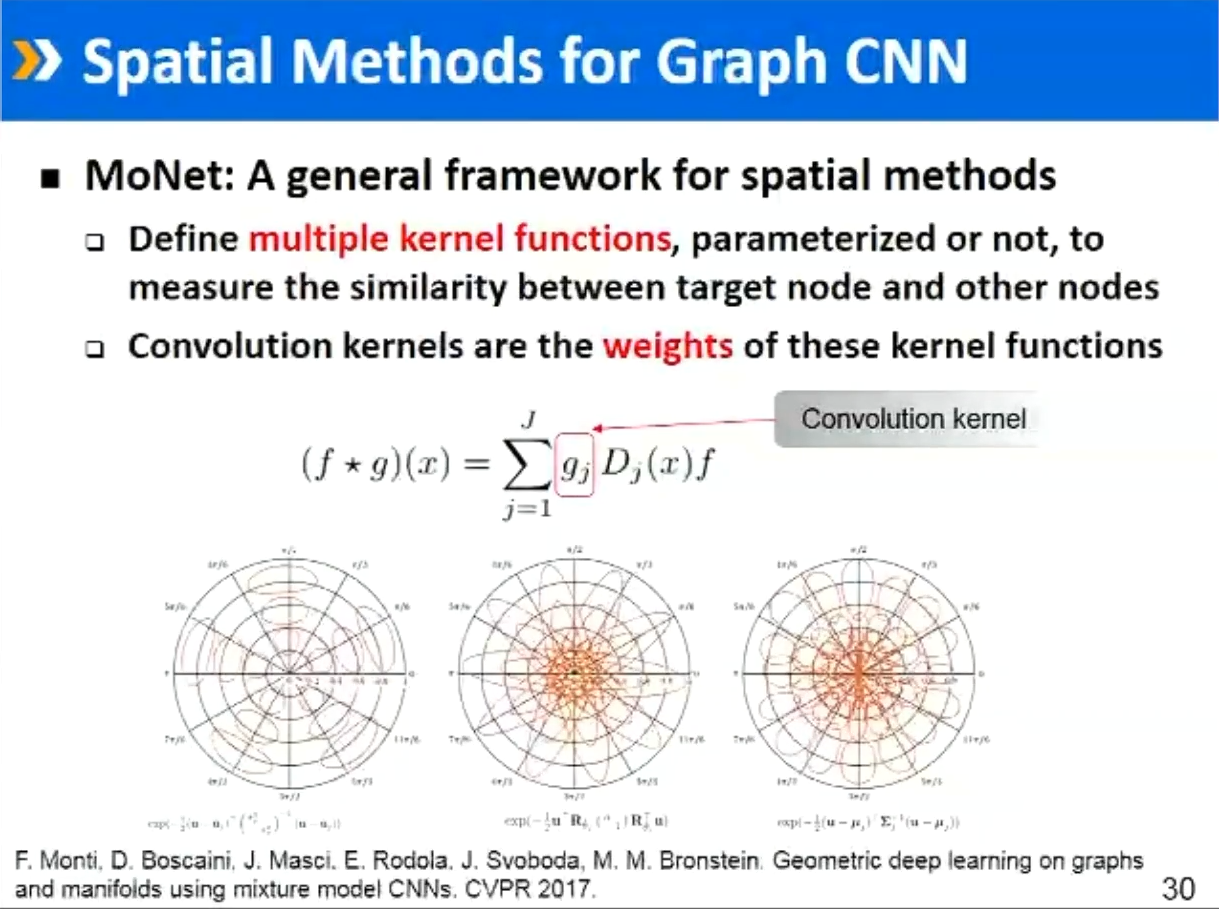 » Spatial Methods for Graph CNN
■ MoNet: A general framework for spatial methods
❑ Define multiple kernel functions, parameterized or not, to
measure the similarity between target node and other nodes
❑ Convolution kernels are the weights of these kernel functions
Convolution kernel
(f ⋆ g)(x) = ∑_{j=1}^{J} g_j D_j(x) f
F. Monti, D. Boscaini, J. Masci, E. Rodola, J. Svoboda, M. M. Bronstein. Geometric deep learning on graphs
and manifolds using mixture model CNNs. CVPR 2017.
30